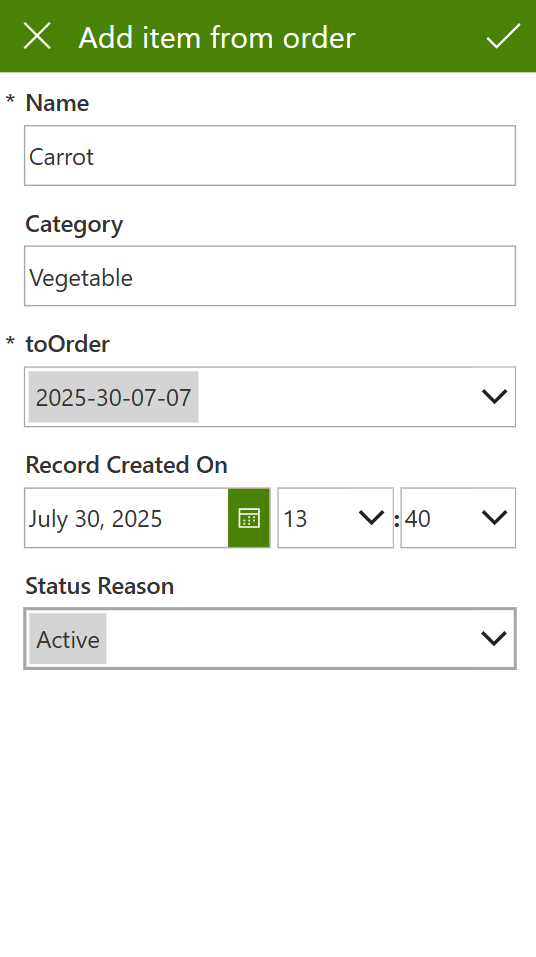 Add item from order
* Name
Carrot
Category
Vegetable
* toOrder
2025-30-07-07
Record Created On
July 30, 2025 13 : 40
Status Reason
Active